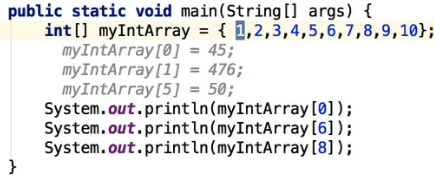 public static void main(String[] args) {
int[] myIntArray = { 1,2,3,4,5,6,7,8,9,10};
myIntArray[0] = 45;
myIntArray[1] = 476;
myIntArray[5] = 50;
System.out.println(myIntArray[0]);
System.out.println(myIntArray[6]);
System.out.println(myIntArray[8]);
}